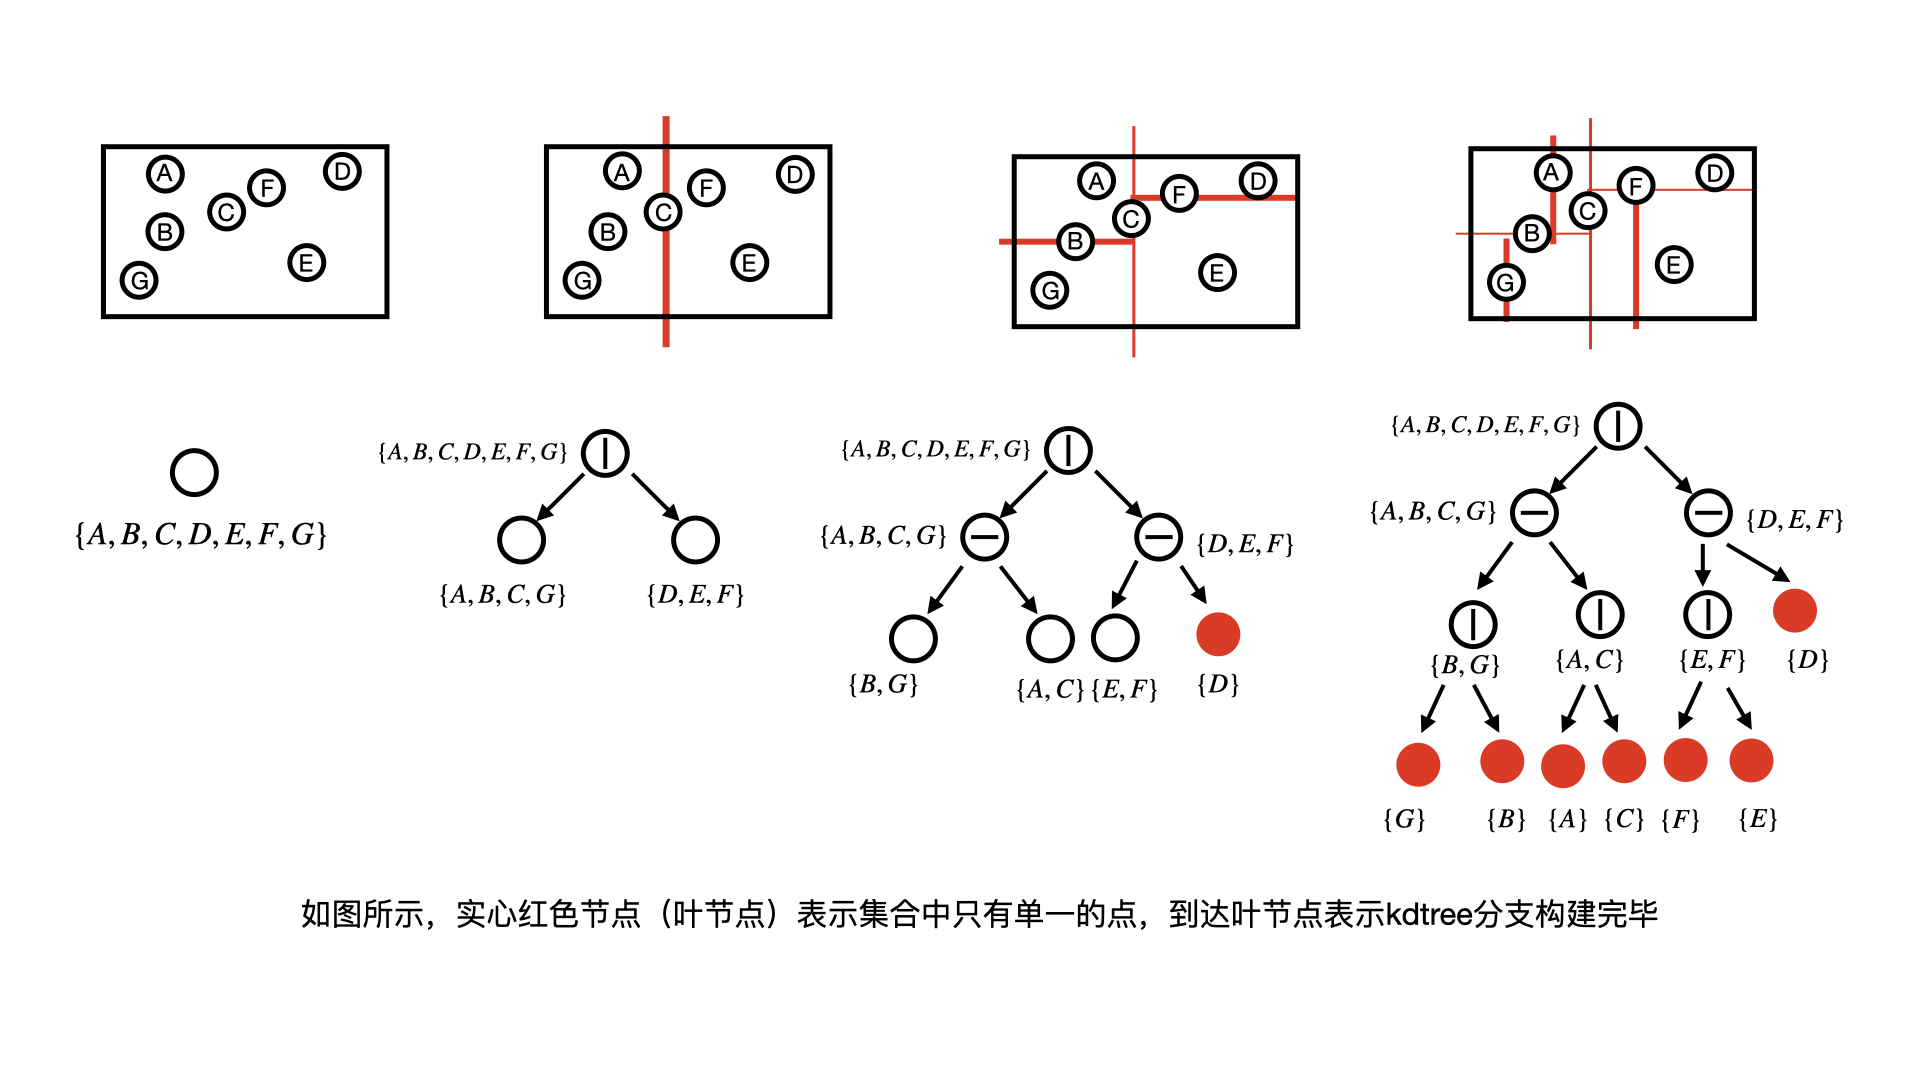 A
F
D
C
B
E
G
A
F
D
C
B
E
G
A
F
D
C
B
E
G
A
F
D
C
B
E
G
{A, B, C, D, E, F, G}
{A, B, C, D, E, F, G}
{A, B, C, G}
{D, E, F}
{A, B, C, D, E, F, G}
{A, B, C, G}
{D, E, F}
{B, G}
{A, C}
{E, F}
{D}
{A, B, C, D, E, F, G}
{A, B, C, G}
{D, E, F}
{B, G}
{A, C}
{E, F}
{D}
{G}
{B}
{A}
{C}
{F}
{E}
如图所示，实心红色节点（叶节点）表示集合中只有单一的点，到达叶节点表示kdtree分支构建完毕